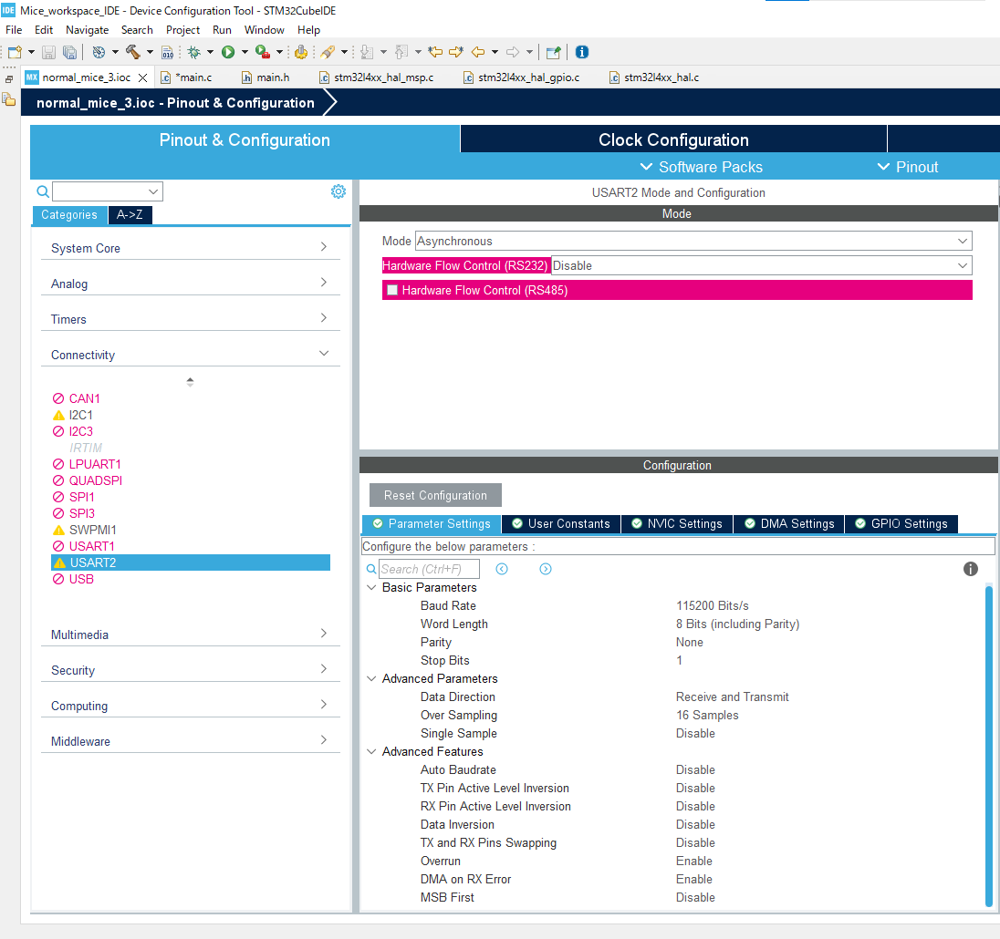 IDE Mice_workspace_IDE - Device Configuration Tool - STM32CubeIDE
File Edit Navigate Search Project Run Window Help
MX normal_mice_3.ioc *main.c main.h stm32l4xx_hal_msp.c stm32l4xx_hal_gpio.c stm32l4xx_hal.c
normal_mice_3.ioc - Pinout & Configuration
Pinout & Configuration Clock Configuration
Software Packs Pinout
Categories A->Z
System Core
Analog
Timers
Connectivity
CAN1
I2C1
I2C3
IRTIM
LPUART1
QUADSPI
SPI1
SPI3
SWPMI1
USART1
USART2
USB
Multimedia
Security
Computing
Middleware
USART2 Mode and Configuration
Mode
Mode Asynchronous
Hardware Flow Control (RS232) Disable
Hardware Flow Control (RS485)
Configuration
Reset Configuration
Parameter Settings User Constants NVIC Settings DMA Settings GPIO Settings
Configure the below parameters :
Search (Ctrl+F)
Basic Parameters
Baud Rate 115200 Bits/s
Word Length 8 Bits (including Parity)
Parity None
Stop Bits 1
Advanced Parameters
Data Direction Receive and Transmit
Over Sampling 16 Samples
Single Sample Disable
Advanced Features
Auto Baudrate Disable
TX Pin Active Level Inversion Disable
RX Pin Active Level Inversion Disable
Data Inversion Disable
TX and RX Pins Swapping Disable
Overrun Enable
DMA on RX Error Enable
MSB First Disable